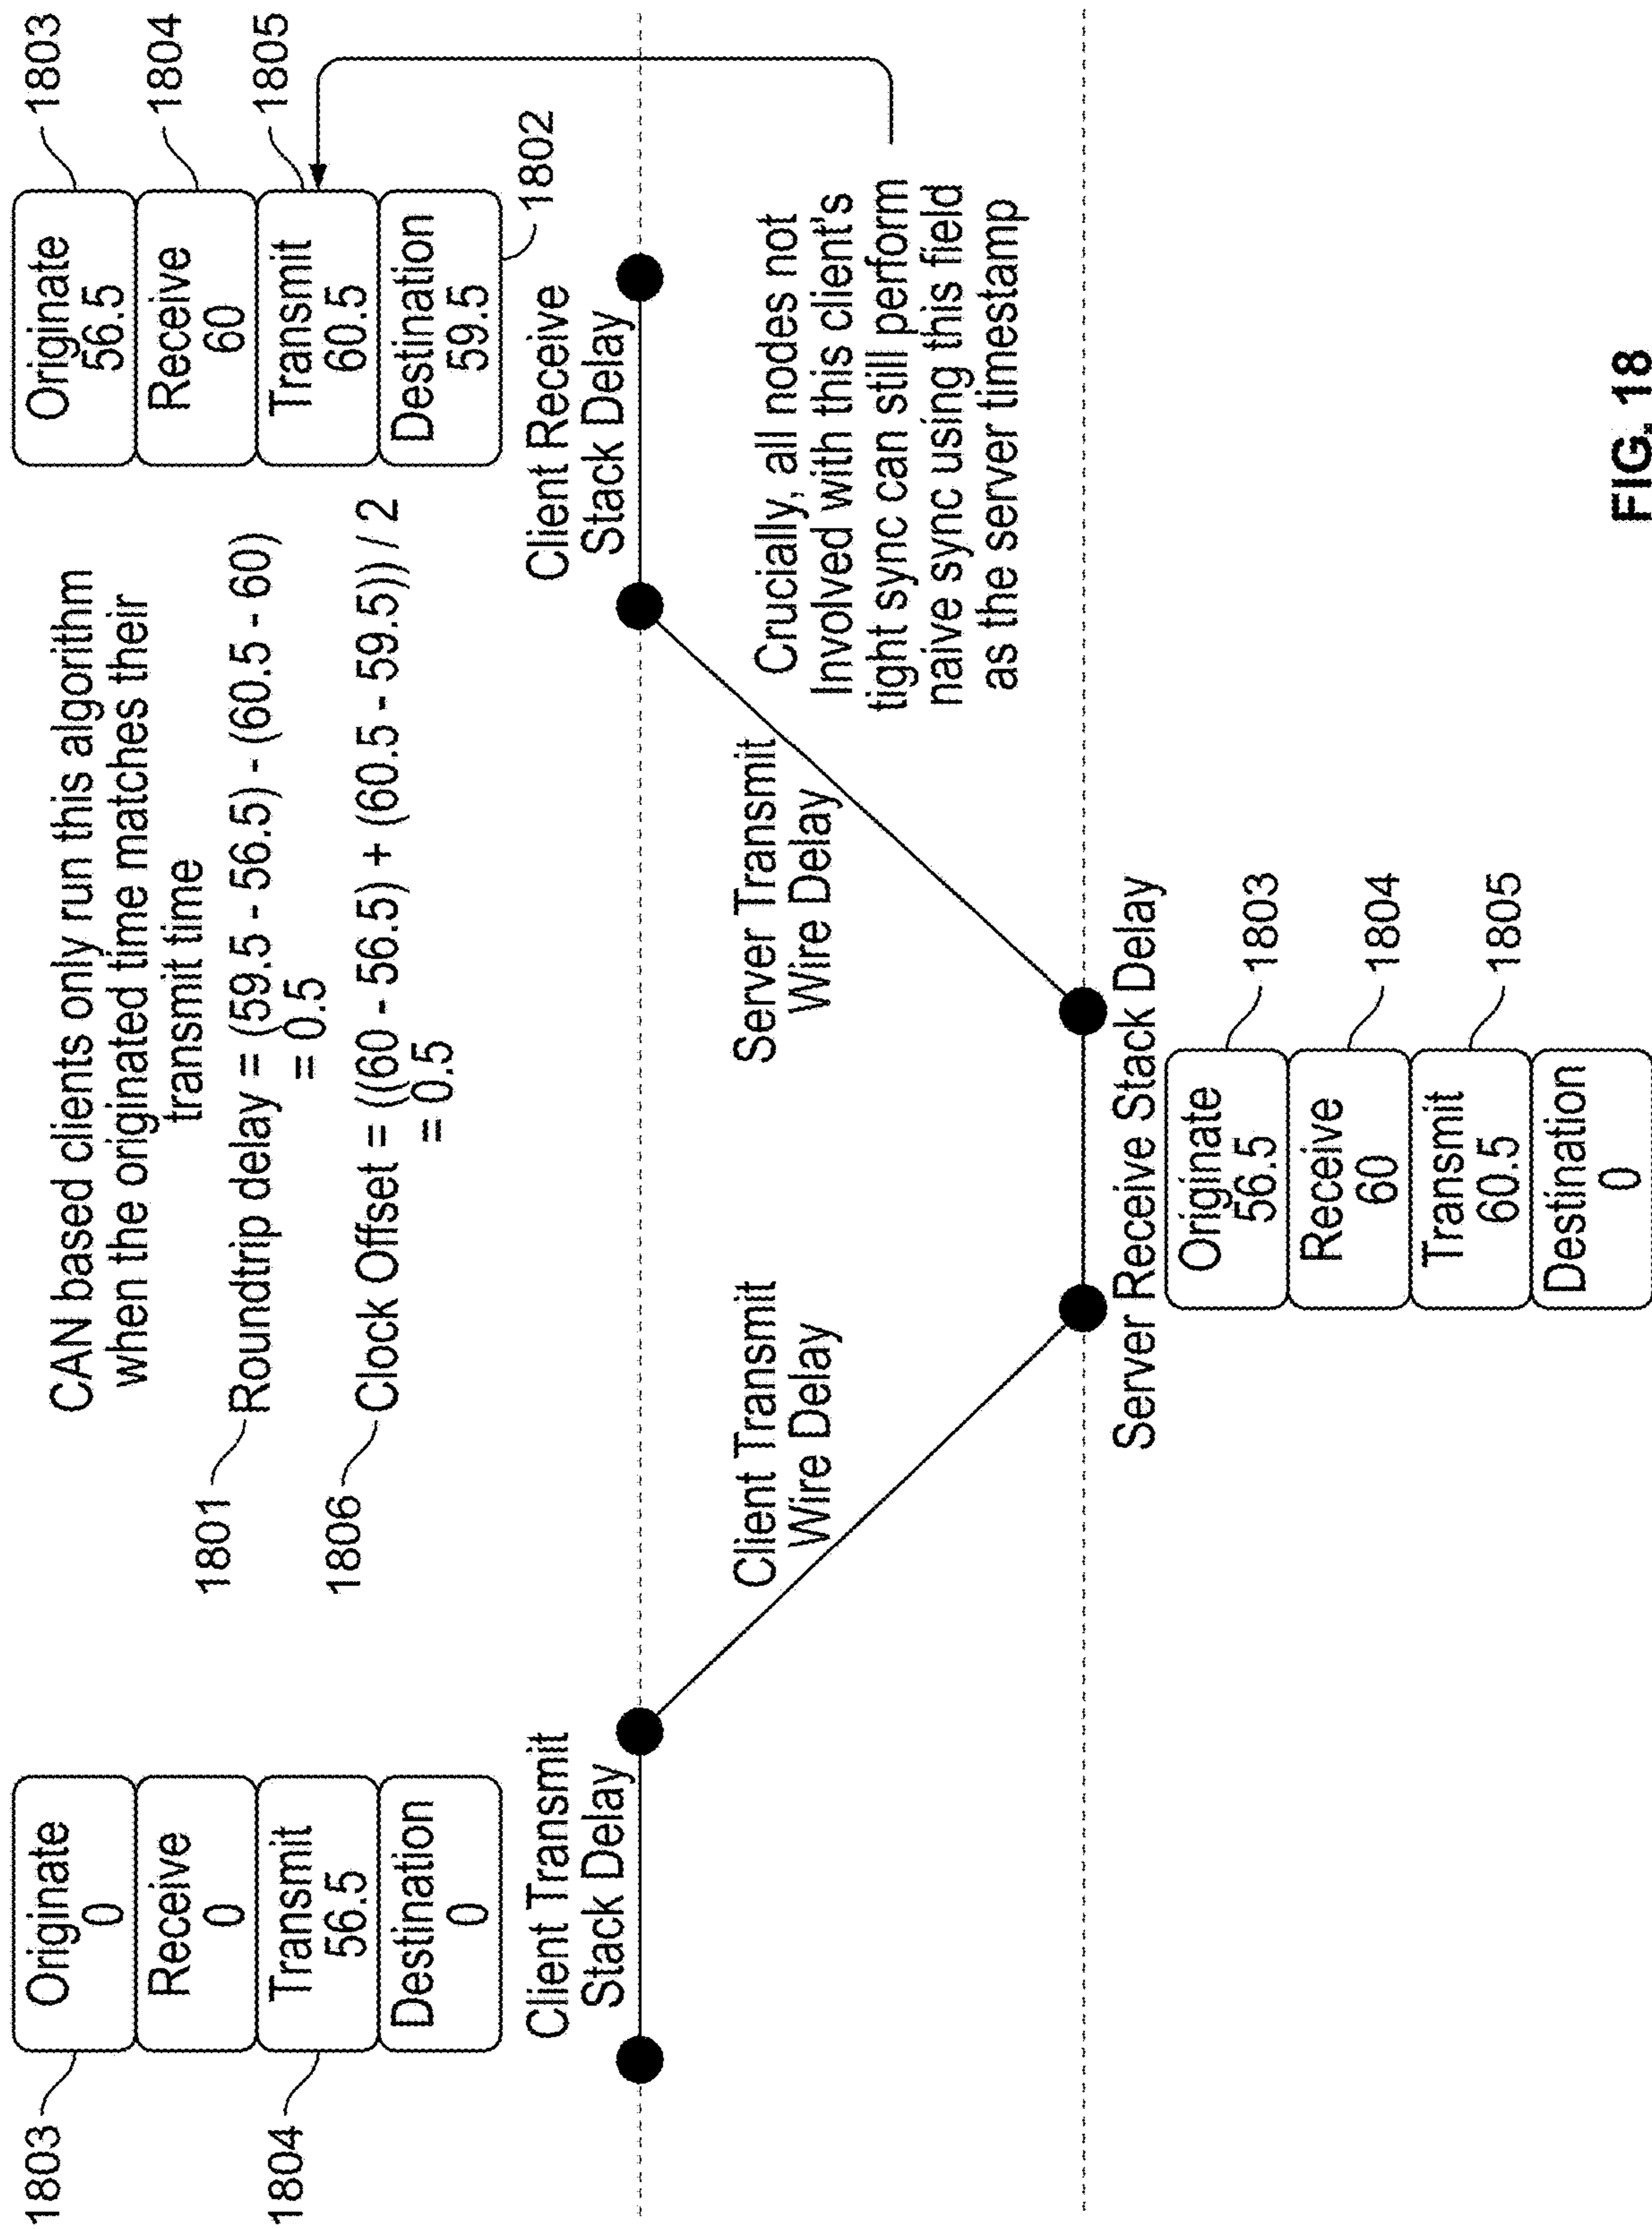 1803
Originate
0
Receive
0
1804
Transmit
56.5
Destination
0
CAN based clients only run this algorithm
when the originated time matches their
transmit time
1801
Roundtrip delay = (59.5 - 56.5) - (60.5 - 60)
= 0.5
1806
Clock Offset = ((60 - 56.5) + (60.5 - 59.5)) / 2
= 0.5
Originate
56.5
1803
Receive
60
1804
Transmit
60.5
1805
Destination
59.5
1802
Client Transmit
Stack Delay
Client Receive
Stack Delay
Client Transmit
Wire Delay
Server Transmit
Wire Delay
Crucially, all nodes not
Involved with this client's
tight sync can still perform
naive sync using this field
as the server timestamp
Server Receive Stack Delay
Originate
56.5
1803
Receive
60
1804
Transmit
60.5
1805
Destination
0
FIG. 18